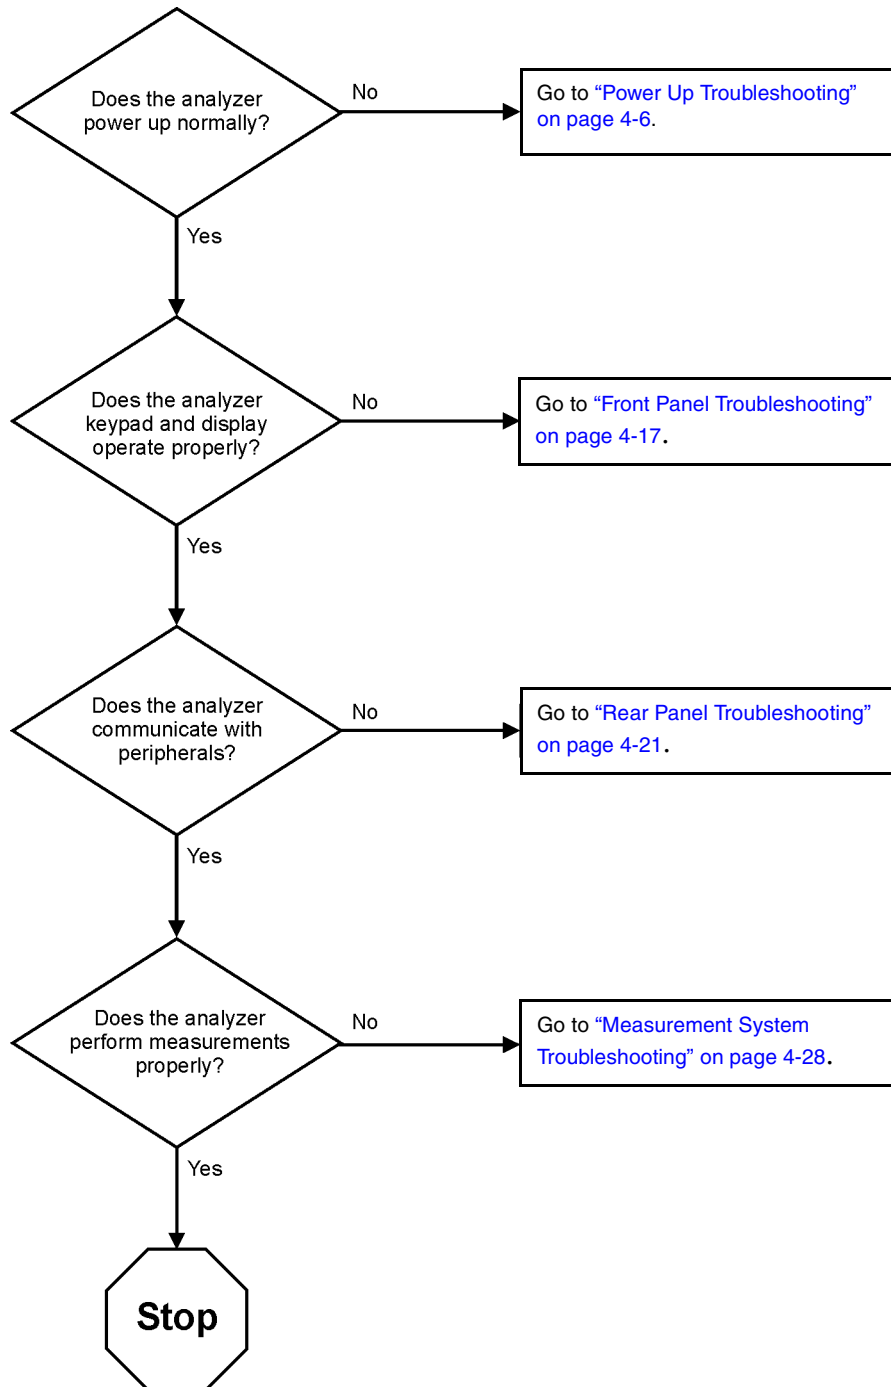 Does the analyzer
power up normally?
No
Go to “Power Up Troubleshooting”
on page 4-6.
Yes
Does the analyzer
keypad and display
operate properly?
No
Go to “Front Panel Troubleshooting”
on page 4-17.
Yes
Does the analyzer
communicate with
peripherals?
No
Go to “Rear Panel Troubleshooting”
on page 4-21.
Yes
Does the analyzer
perform measurements
properly?
No
Go to “Measurement System
Troubleshooting” on page 4-28.
Yes
Stop